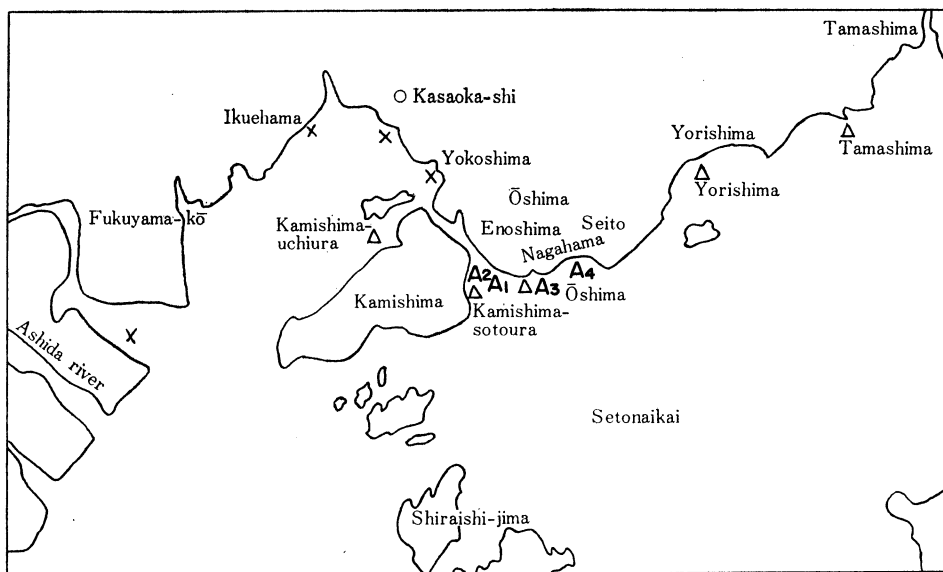 Tamashima
○ Kasaoka-shi
Ikuehama
Yorishima
Tamashima
Yokoshima
Yorishima
Ōshima
Fukuyama-kō
Enoshima
Seito
Kamishima-
uchiura
Nagahama
A2
A1
A3
A4
Ōshima
Kamishima
Kamishima-
sotoura
Ashida river
Setonaikai
Shiraishi-jima